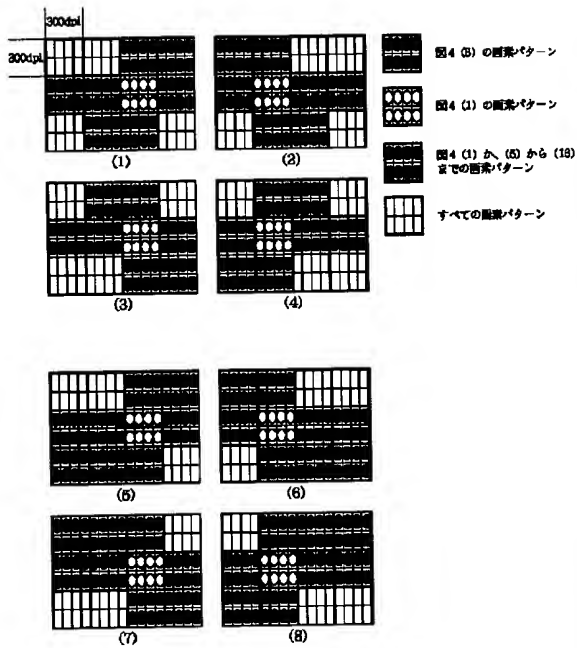 300dpi
300dpi
(1)
(2)
図4 (5) の画素パターン
図4 (1) の画素パターン
図4 (1) か、(5) から (18)
までの画素パターン
すべての画素パターン
(3)
(4)
(5)
(6)
(7)
(8)